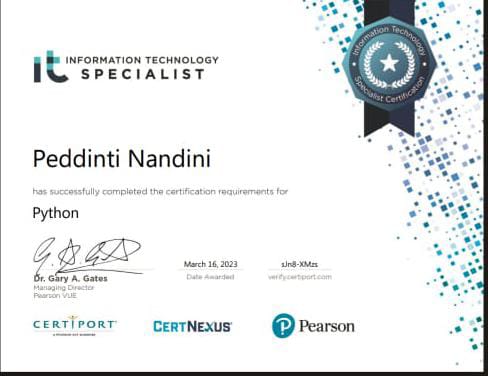 it INFORMATION TECHNOLOGY
SPECIALIST
Information Technology
Specialist Certification
Peddinti Nandini
has successfully completed the certification requirements for
Python
Dr. Gary A. Gates
Managing Director
Pearson VUE
March 16, 2023
Date Awarded
sJn8-XMzs
verify.certiport.com
CERTIPORT
A PEARSON VUE BUSINESS
CERTNEXUS
Pearson